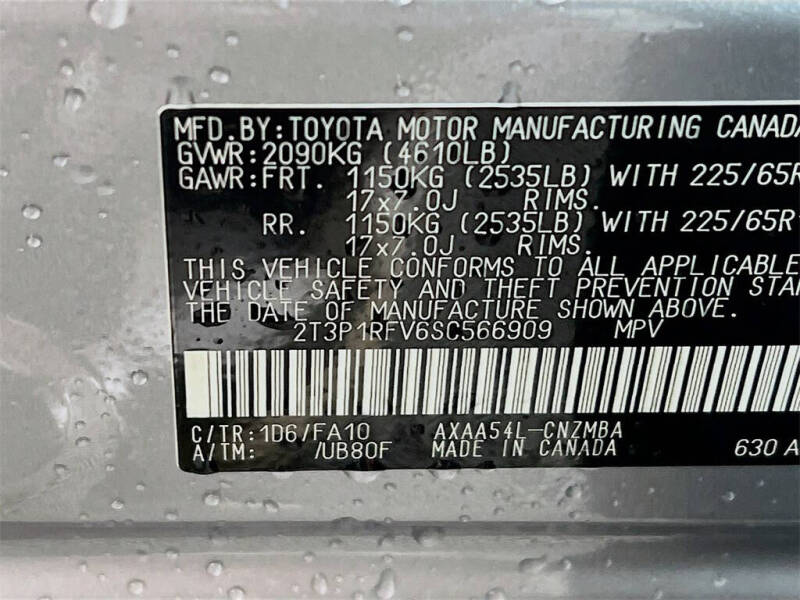 MFD. BY: TOYOTA MOTOR MANUFACTURING CANADA
GVWR: 2090KG (4610LB)
GAWR: FRT. 1150KG (2535LB) WITH 225/65R
17x7.0J RIMS.
RR. 1150KG (2535LB) WITH 225/65R
17x7.0J RIMS.
THIS VEHICLE CONFORMS TO ALL APPLICABLE
VEHICLE SAFETY AND THEFT PREVENTION STAN
THE DATE OF MANUFACTURE SHOWN ABOVE.
2T3P1RFV6SC566909 MPV
C/TR: 1D6/FA10 AXAA54L-CNZMBA
A/TM: /UB80F MADE IN CANADA 630 A